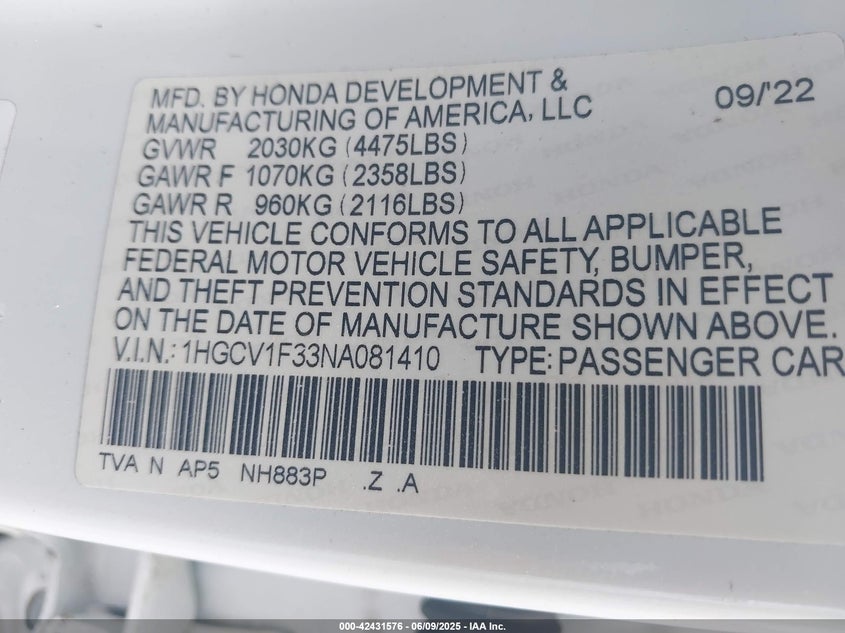 MFD. BY HONDA DEVELOPMENT &
MANUFACTURING OF AMERICA, LLC 09/'22
GVWR 2030KG (4475LBS)
GAWR F 1070KG (2358LBS)
GAWR R 960KG (2116LBS)
THIS VEHICLE CONFORMS TO ALL APPLICABLE
FEDERAL MOTOR VEHICLE SAFETY, BUMPER,
AND THEFT PREVENTION STANDARDS IN EFFECT
ON THE DATE OF MANUFACTURE SHOWN ABOVE.
V.I.N.: 1HGCV1F33NA081410 TYPE: PASSENGER CAR
TVA N AP5 NH883P .Z .A
000-42431576 | 06/09/2025 - IAA Inc.